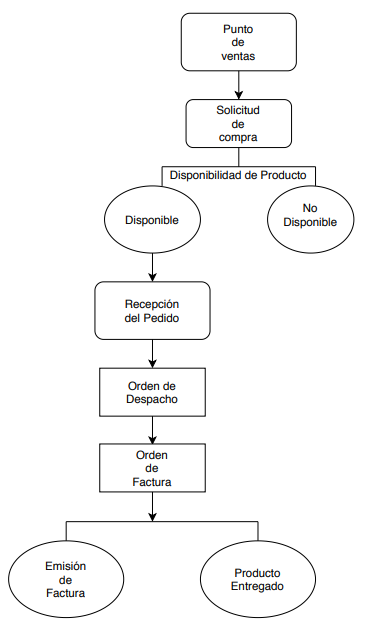 Punto
de
ventas
Solicitud
de
compra
Disponibilidad de Producto
Disponible
No
Disponible
Recepción
del Pedido
Orden de
Despacho
Orden
de
Factura
Emisión
de
Factura
Producto
Entregado